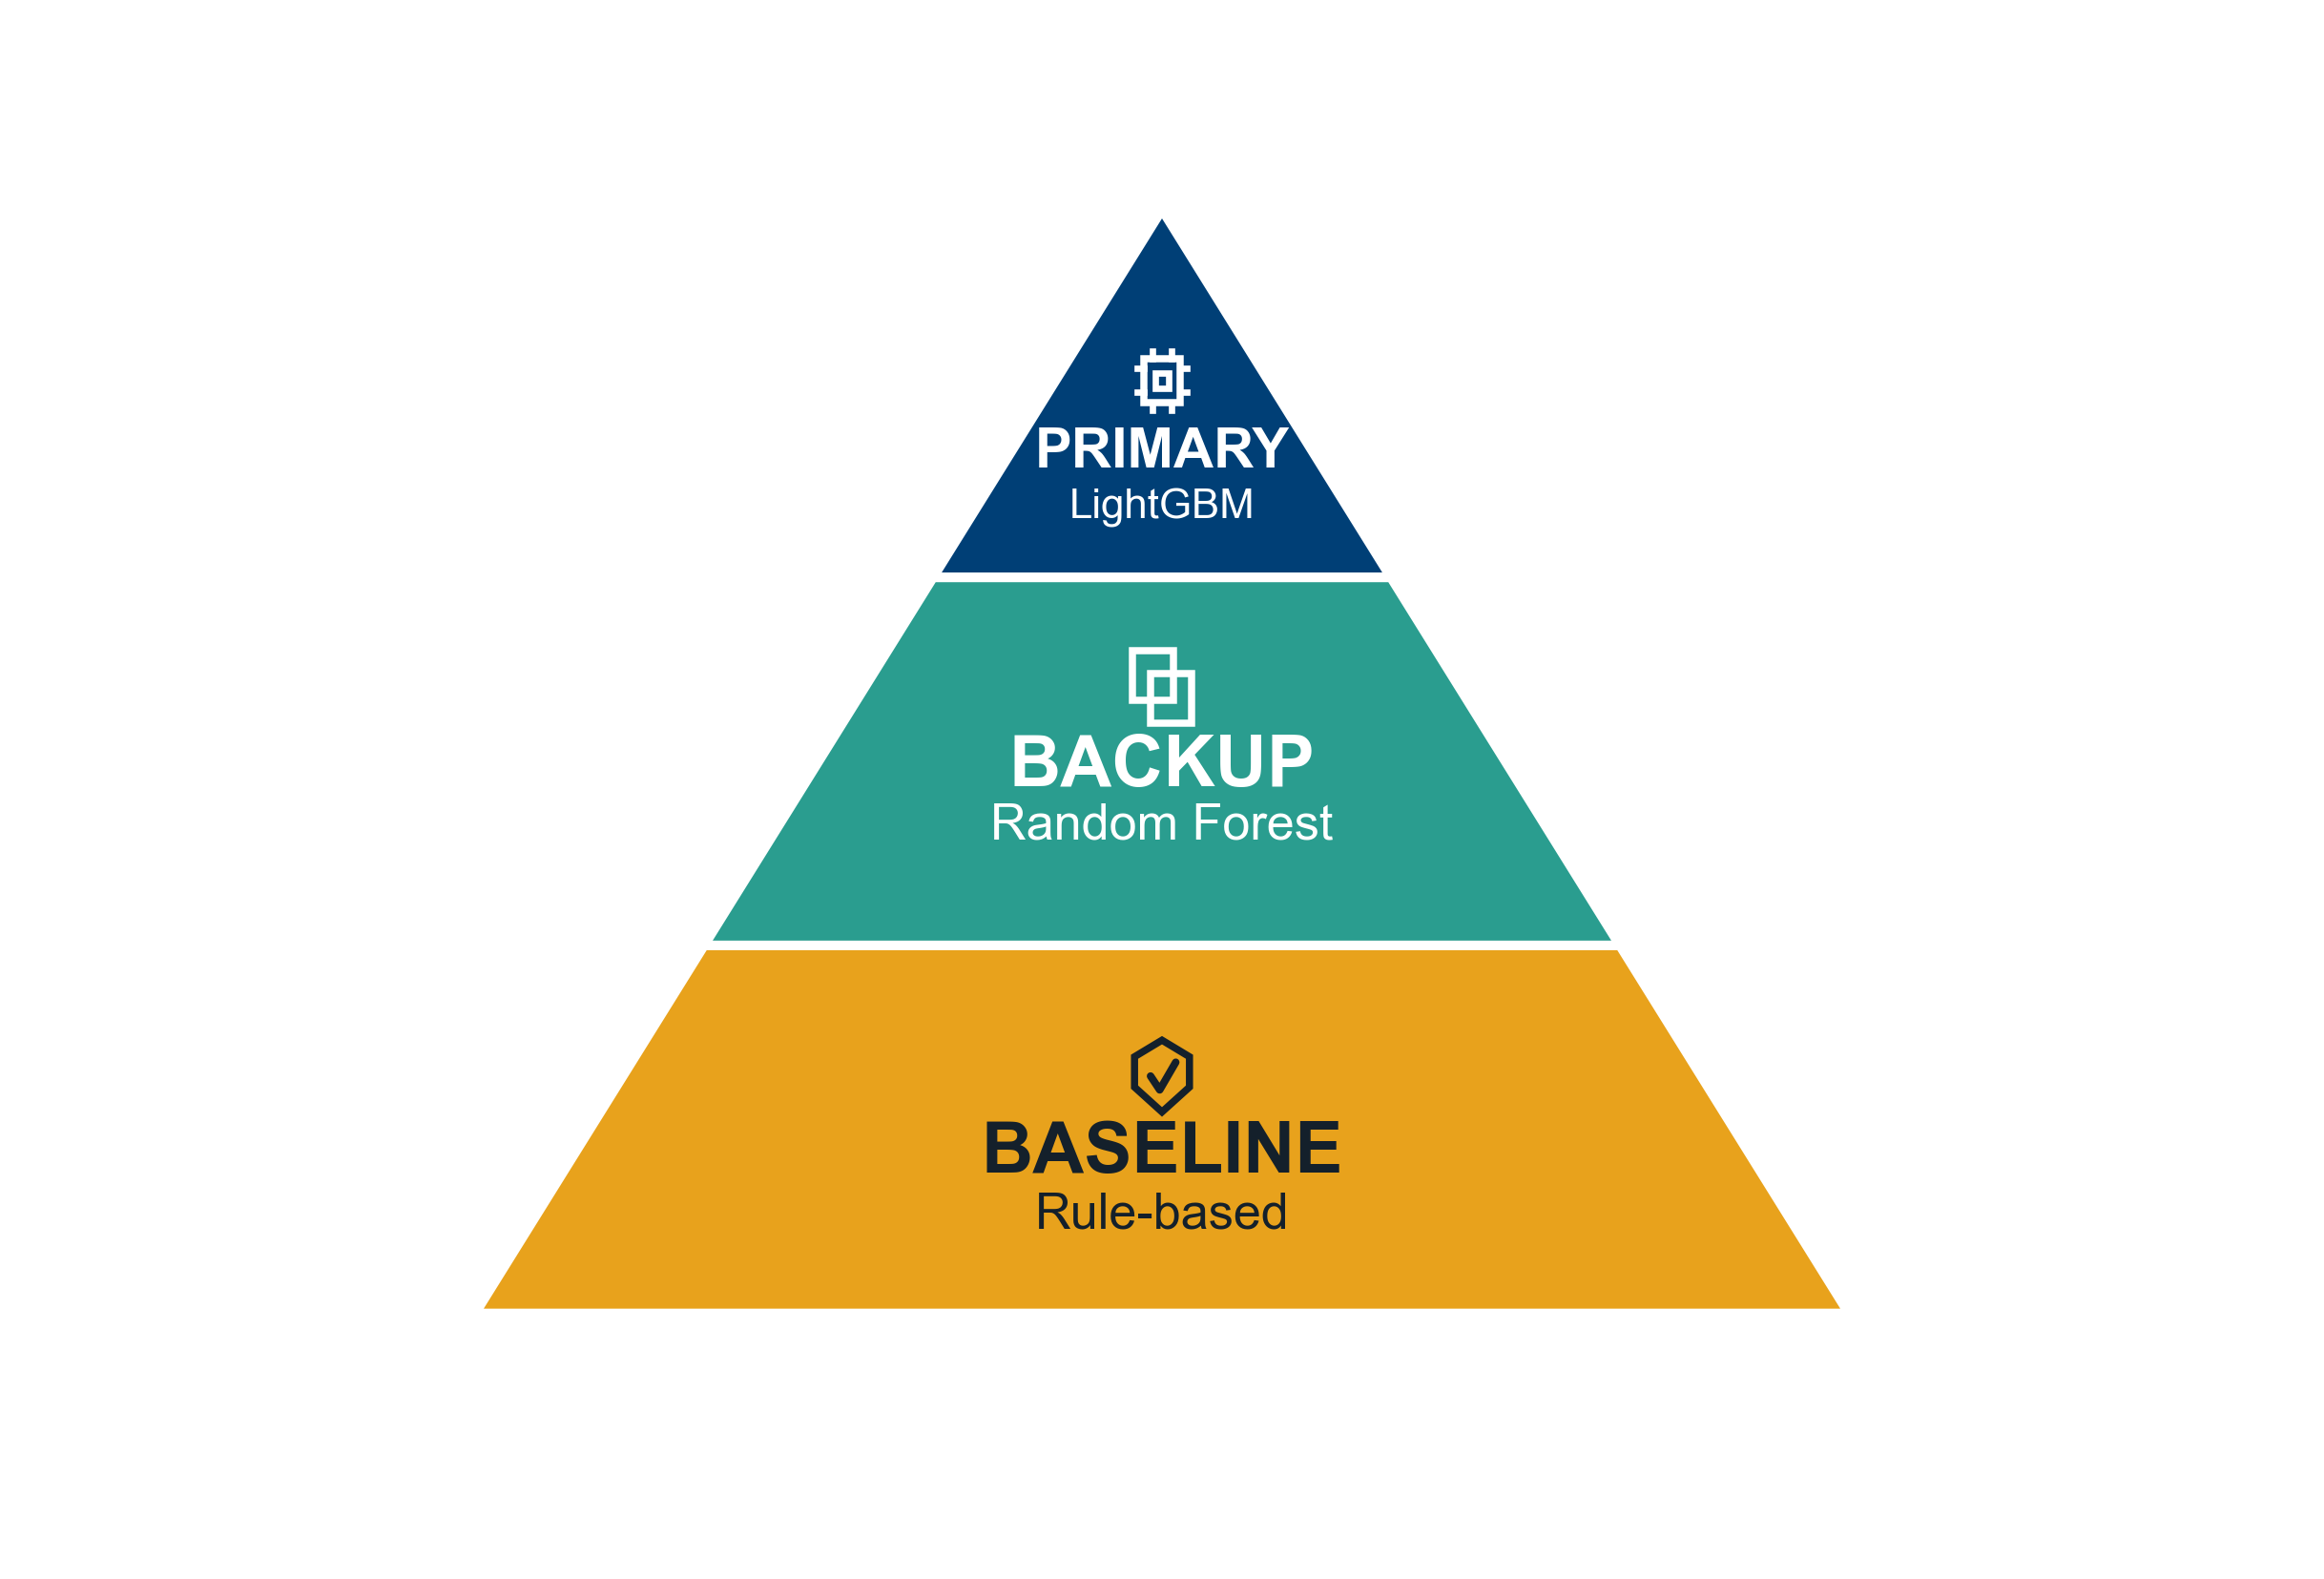 PRIMARY
LightGBM
BACKUP
Random Forest
BASELINE
Rule-based